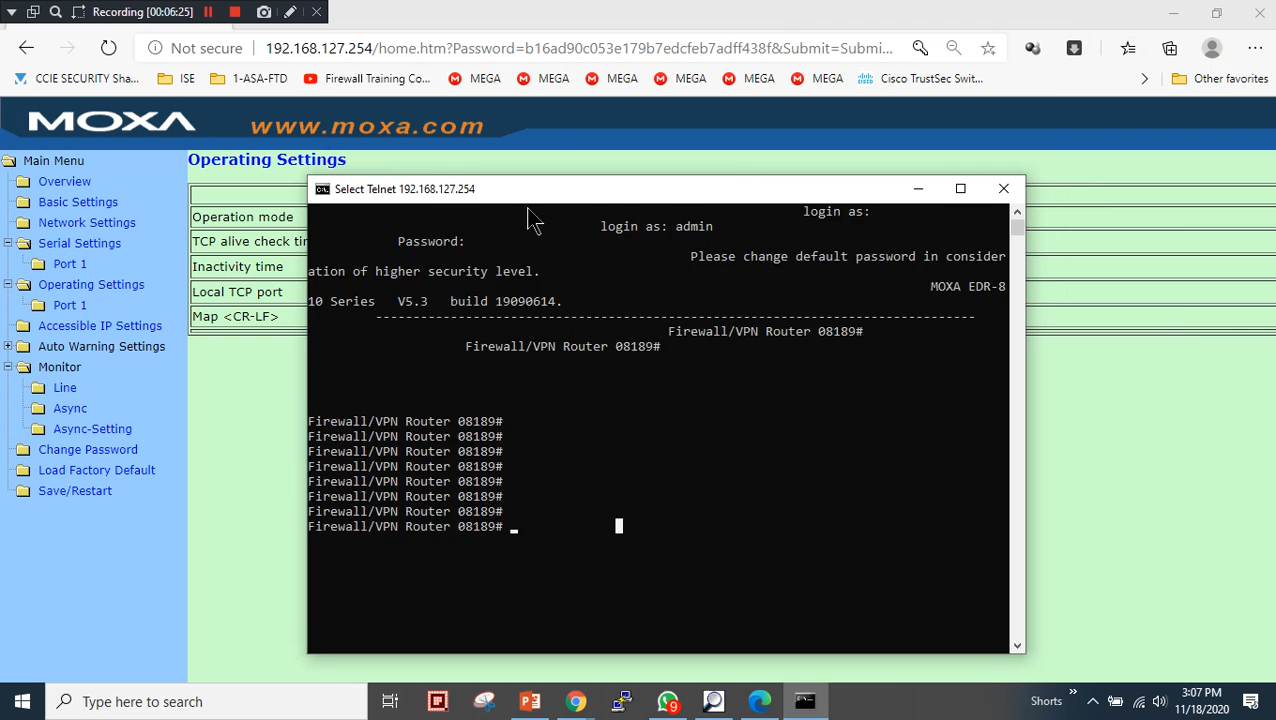 Recording [00:06:25]
Not secure 192.168.127.254/home.htm?Password=b16ad90c053e179b7edcfeb7adff43df&Submit=Submi...
CCIE SECURITY Sha... ISE 1-ASA-FTD Firewall Training Co... MEGA MEGA MEGA MEGA MEGA MEGA Cisco TrustSec Swit... Other favorites
MOXA www.moxa.com
Main Menu
Overview
Basic Settings
Network Settings
Serial Settings
Port 1
Operating Settings
Port 1
Accessible IP Settings
Auto Warning Settings
Monitor
Line
Async
Async-Setting
Change Password
Load Factory Default
Save/Restart
Operating Settings
Operation mode
TCP alive check tim
Inactivity time
Local TCP port
Map <CR-LF>
Select Telnet 192.168.127.254
login as:
login as: admin
Password:
Please change default password in consider
ation of higher security level.
MOXA EDR-8
10 Series V5.3 build 19090614.
--------------------------------------------------------------------------------
Firewall/VPN Router 08189#
Firewall/VPN Router 08189#
Firewall/VPN Router 08189#
Firewall/VPN Router 08189#
Firewall/VPN Router 08189#
Firewall/VPN Router 08189#
Firewall/VPN Router 08189#
Firewall/VPN Router 08189#
Firewall/VPN Router 08189#
Firewall/VPN Router 08189#
Type here to search
9
Shorts
3:07 PM
11/18/2020